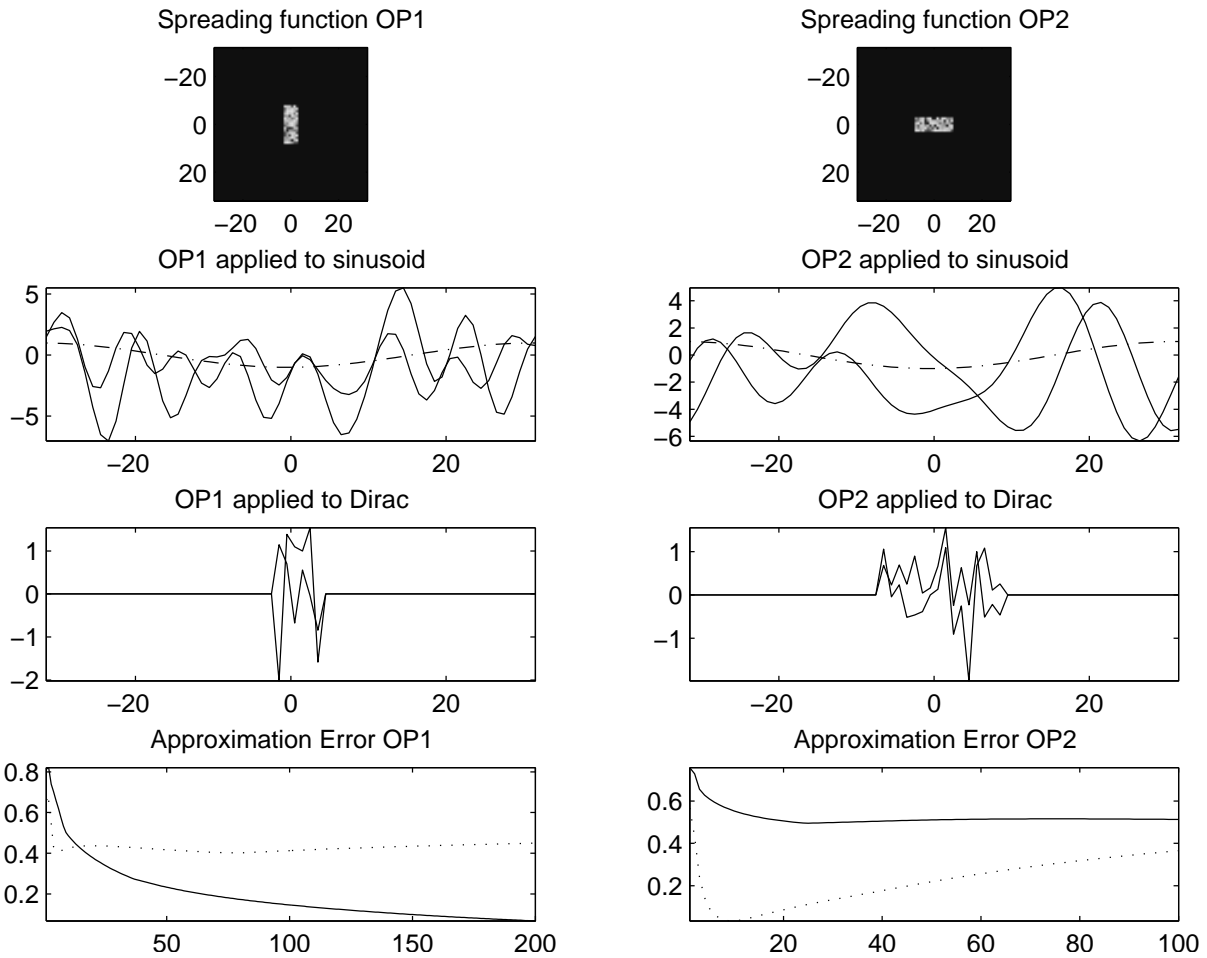 Spreading function OP1
Spreading function OP2
−20
0
20
−20 0 20
−20
0
20
−20 0 20
OP1 applied to sinusoid
OP2 applied to sinusoid
5
0
−5
−20 0 20
4
2
0
−2
−4
−6
−20 0 20
OP1 applied to Dirac
OP2 applied to Dirac
1
0
−1
−2
−20 0 20
1
0
−1
−20 0 20
Approximation Error OP1
Approximation Error OP2
0.8
0.6
0.4
0.2
50 100 150 200
0.6
0.4
0.2
20 40 60 80 100